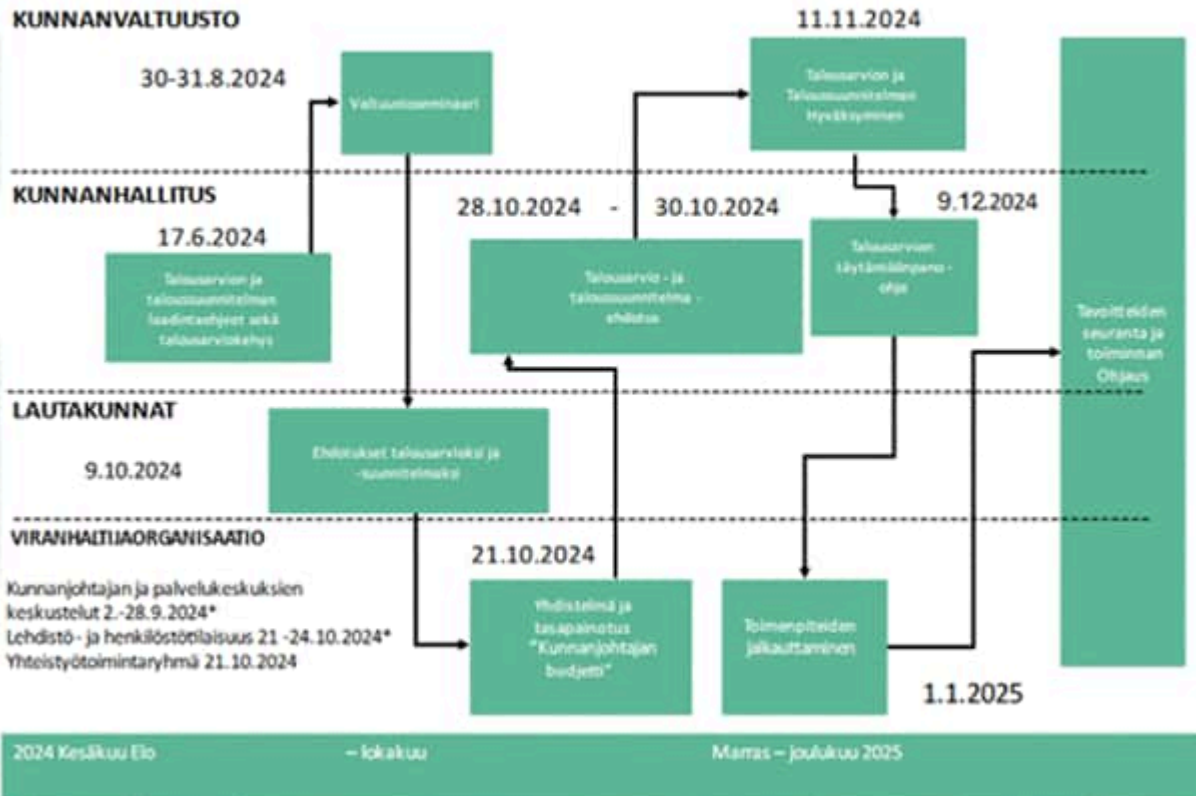 KUNNANVALTUUSTO
11.11.2024
30-31.8.2024
Valtuustoseminaari
Talousarvion ja
Taloussuunnitelman
Hyväksyminen
KUNNANHALLITUS
17.6.2024
28.10.2024 - 30.10.2024
9.12.2024
Talousarvion ja
taloussuunnitelman
laadintaohjeet sekä
talousarviokehys
Talousarvio - ja
taloussuunnitelma -
ehdotus
Talousarvion
täytäntöönpano -
ohje
Tavoitteiden
seuranta ja
toiminnan
Ohjaus
LAUTAKUNNAT
9.10.2024
Ehdotukset talousarvioksi ja
-suunnitelmaksi
VIRANHALTIJAORGANISAATIO
Kunnanjohtajan ja palvelukeskuksien
keskustelut 2.-28.9.2024*
Lehdistö- ja henkilöstötilaisuus 21 -24.10.2024*
Yhteistyötoimintaryhmä 21.10.2024
21.10.2024
Yhdistelmä ja
tasapainotus
"Kunnanjohtajan
budjetti"
Toimenpiteiden
jalkauttaminen
1.1.2025
2024 Kesäkuu Elo – lokakuu Marras – joulukuu 2025